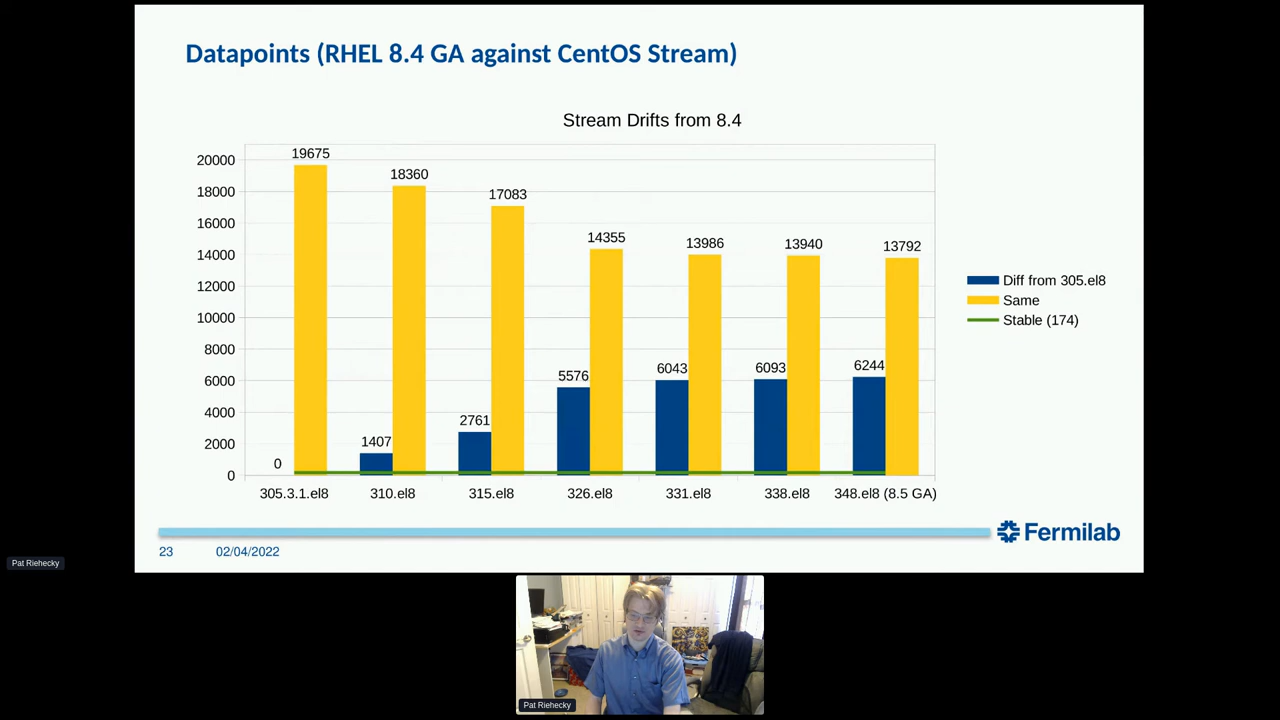 Datapoints (RHEL 8.4 GA against CentOS Stream)
Stream Drifts from 8.4
20000
18000
16000
14000
12000
10000
8000
6000
4000
2000
0
19675
18360
17083
14355
13986
13940
13792
0
1407
2761
5576
6043
6093
6244
305.3.1.el8
310.el8
315.el8
326.el8
331.el8
338.el8
348.el8 (8.5 GA)
Diff from 305.el8
Same
Stable (174)
23
02/04/2022
Fermilab
Pat Riehecky
Pat Riehecky